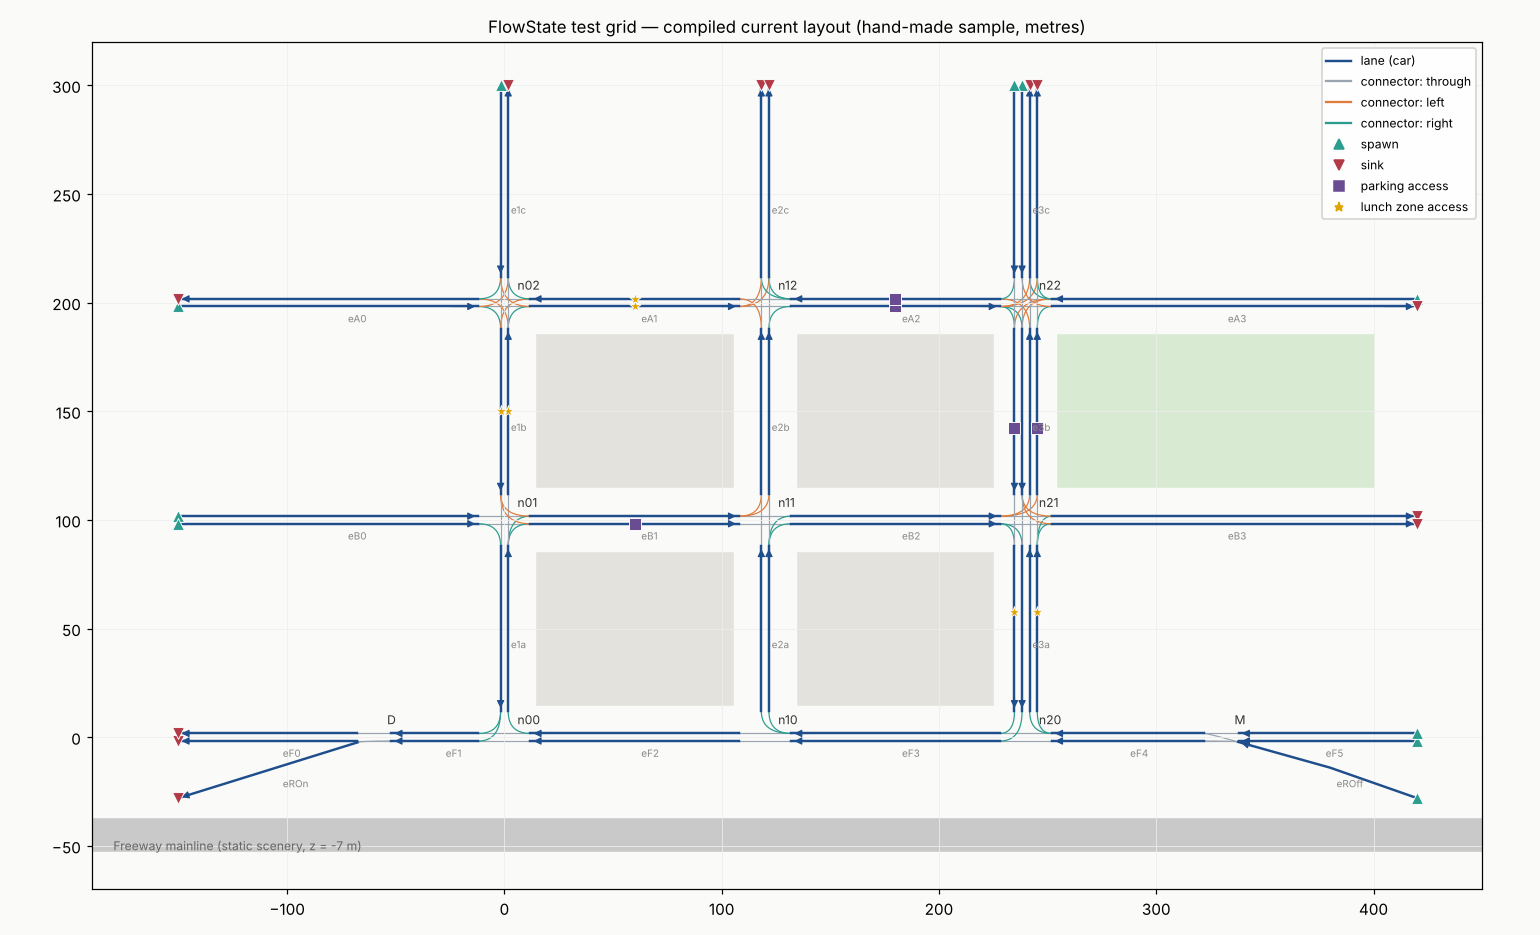 FlowState test grid — compiled current layout (hand-made sample, metres)
lane (car)
connector: through
connector: left
connector: right
spawn
sink
parking access
lunch zone access
300
250
200
150
100
50
0
−50
e1c
e2c
e3c
n02
n12
n22
eA0
eA1
eA2
eA3
e1b
e2b
e3b
n01
n11
n21
eB0
eB1
eB2
eB3
e1a
e2a
e3a
D
n00
n10
n20
M
eF0
eF1
eF2
eF3
eF4
eF5
eROn
eROff
Freeway mainline (static scenery, z = -7 m)
−100
0
100
200
300
400